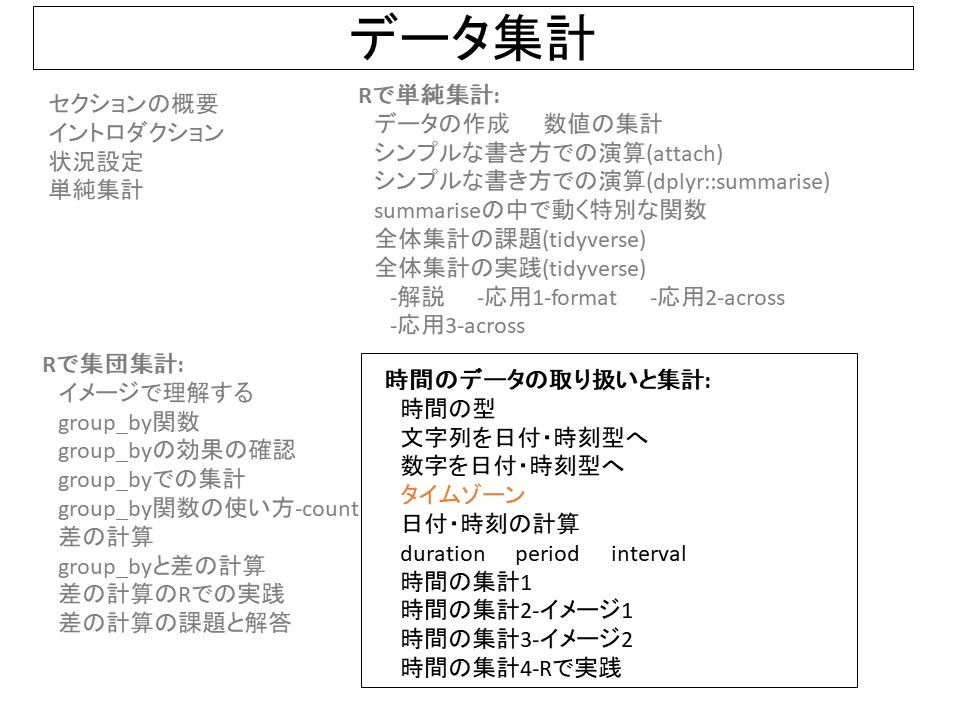 データ集計
セクションの概要
イントロダクション
状況設定
単純集計
Rで単純集計:
データの作成 数値の集計
シンプルな書き方での演算(attach)
シンプルな書き方での演算(dplyr::summarise)
summariseの中で動く特別な関数
全体集計の課題(tidyverse)
全体集計の実践(tidyverse)
-解説 -応用1-format -応用2-across
-応用3-across
Rで集団集計:
イメージで理解する
group_by関数
group_byの効果の確認
group_byでの集計
group_by関数の使い方-count
差の計算
group_byと差の計算
差の計算のRでの実践
差の計算の課題と解答
時間のデータの取り扱いと集計:
時間の型
文字列を日付・時刻型へ
数字を日付・時刻型へ
タイムゾーン
日付・時刻の計算
duration period interval
時間の集計1
時間の集計2-イメージ1
時間の集計3-イメージ2
時間の集計4-Rで実践